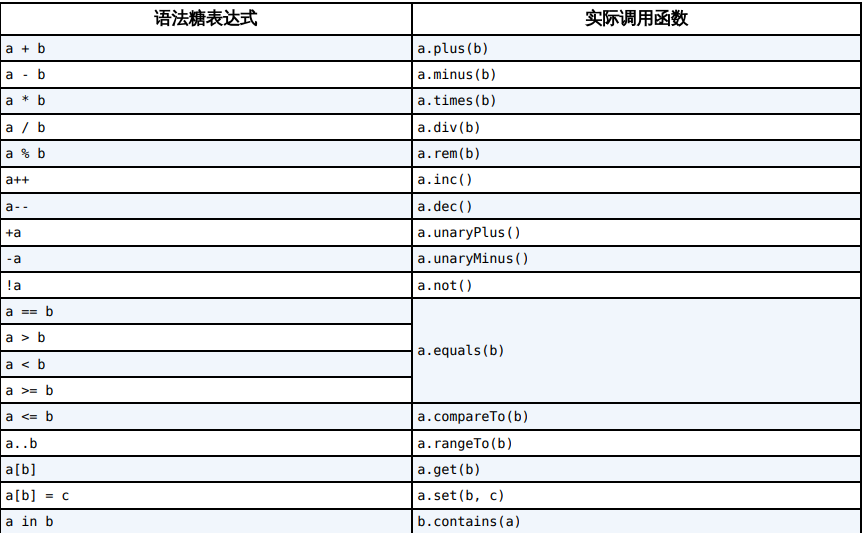 语法糖表达式 实际调用函数
a + b a.plus(b)
a - b a.minus(b)
a * b a.times(b)
a / b a.div(b)
a % b a.rem(b)
a++ a.inc()
a-- a.dec()
+a a.unaryPlus()
-a a.unaryMinus()
!a a.not()
a == b
a > b
a.equals(b)
a < b
a >= b
a <= b a.compareTo(b)
a..b a.rangeTo(b)
a[b] a.get(b)
a[b] = c a.set(b, c)
a in b b.contains(a)